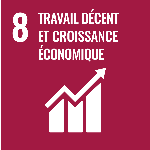 8 TRAVAIL DÉCENT
ET CROISSANCE
ÉCONOMIQUE